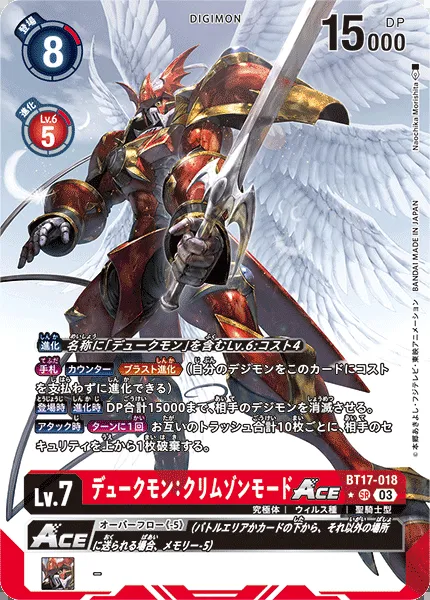 DIGIMON
登場
8
DP
15000
進化
Lv.6
5
Naochika Morishita
©本郷あきよし・フジテレビ・東映アニメーション BANDAI MADE IN JAPAN
進化 名称に「デュークモン」を含むLv.6:コスト4
手札 カウンター ブラスト進化 (自分のデジモンをこのカードにコスト
を支払わずに進化できる)
登場時 進化時 DP合計15000まで、相手のデジモンを消滅させる。
アタック時 ターンに1回 お互いのトラッシュ合計10枚ごとに、相手のセ
キュリティを上から1枚破棄する。
BT17-018
Lv.7 デュークモン:クリムゾンモード ACE SR 03
究極体 ウィルス種 聖騎士型
ACE オーバーフロー《-5》 (バトルエリアかカードの下から、それ以外の場所
に送られる場合、メモリー-5)
-